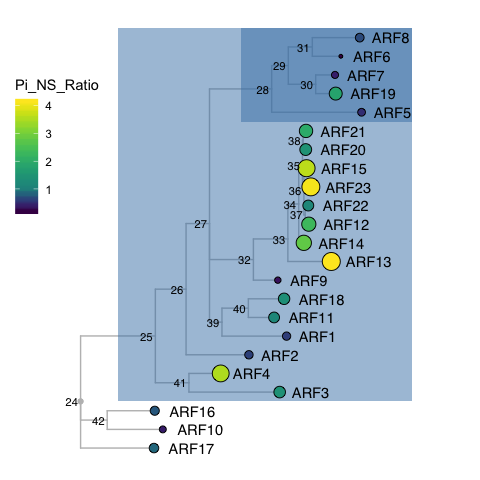 ARF8
31
ARF6
Pi_NS_Ratio
29
ARF7
30
ARF19
28
4
ARF5
3
ARF21
38
ARF20
2
35
ARF15
1
36
ARF23
34
ARF22
37
ARF12
27
33
ARF14
32
ARF13
26
ARF9
40
ARF18
39
ARF11
25
ARF1
ARF2
41
ARF4
ARF3
24
ARF16
42
ARF10
ARF17